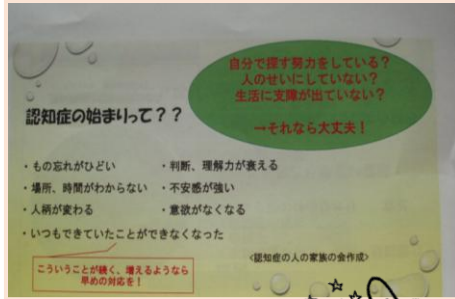 自分で探す努力をしている？
人のせいにしていない？
生活に支障が出ていない？
→それなら大丈夫！
認知症の始まりって？？
・もの忘れがひどい ・判断、理解力が衰える
・場所、時間がわからない ・不安感が強い
・人柄が変わる ・意欲がなくなる
・いつもできていたことができなくなった
<認知症の人の家族の会作成>
こういうことが続く、増えるようなら
早めの対応を！